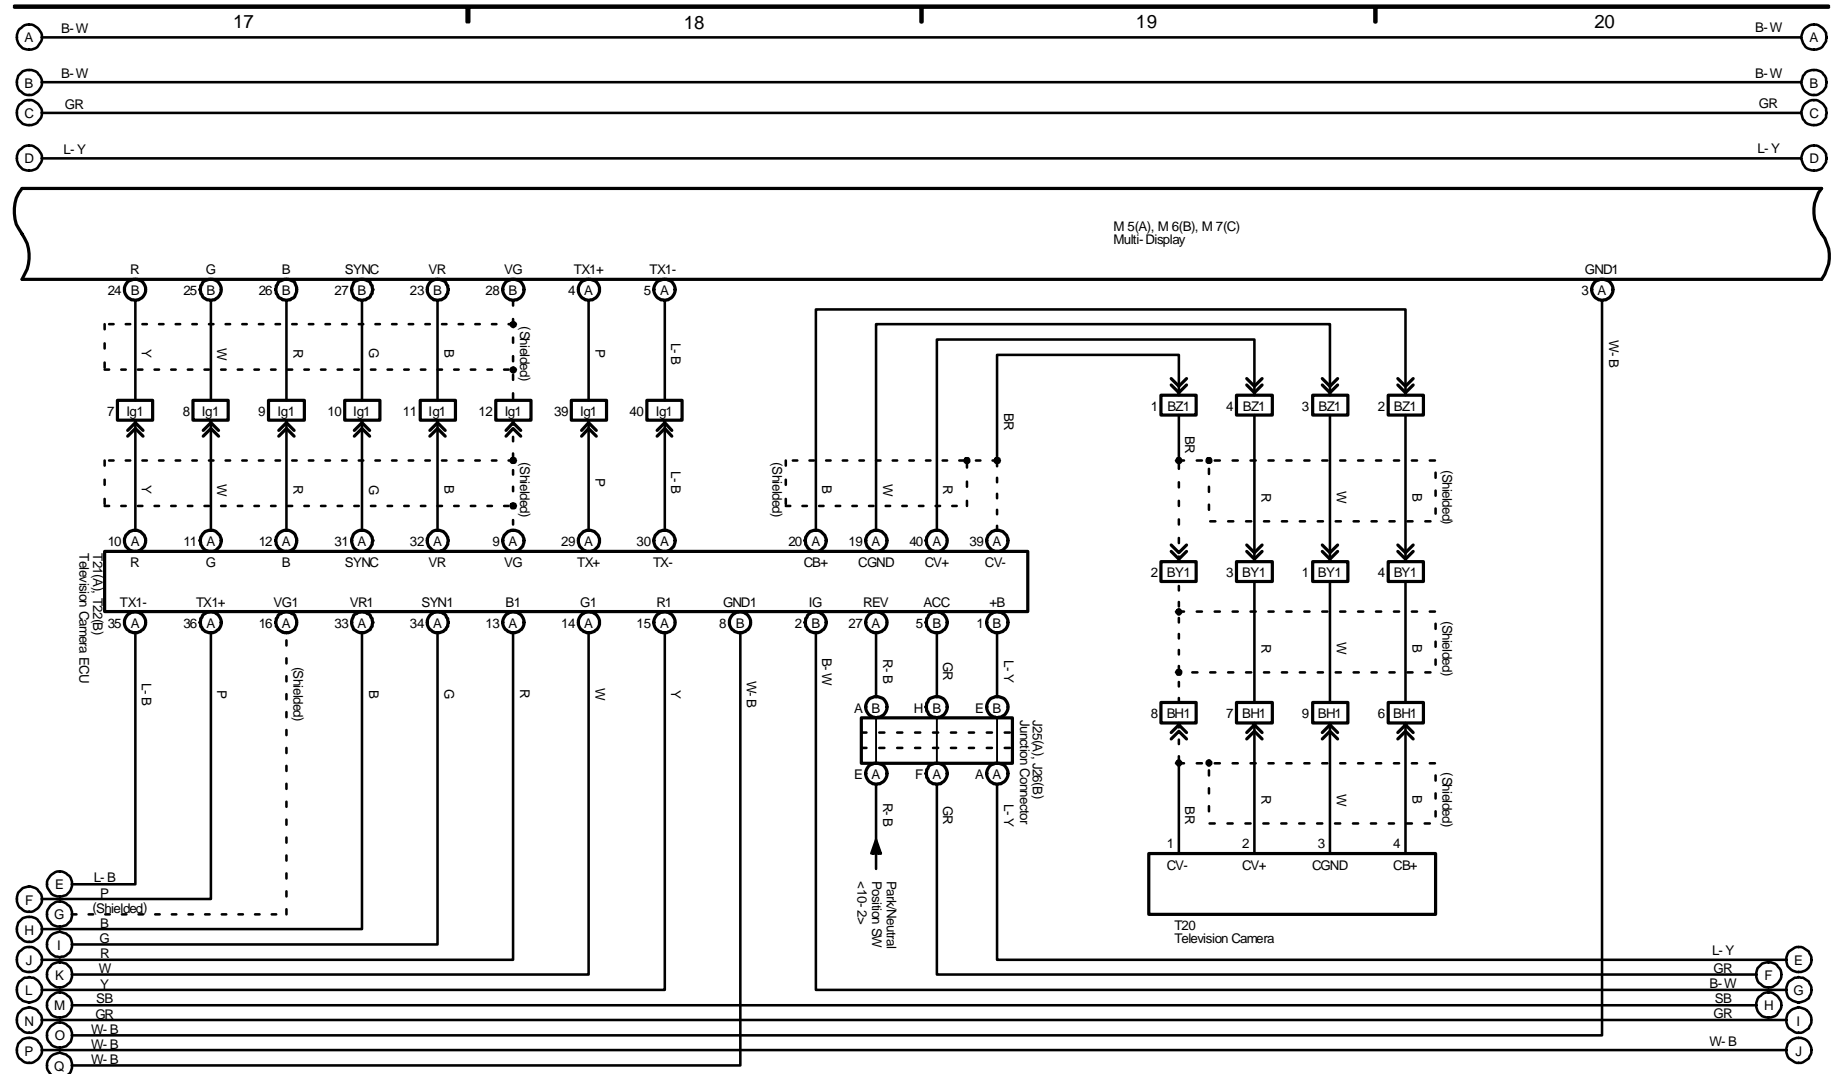 17 18 19 20
A B-W B-W A
B B-W B-W B
C GR GR C
D L-Y L-Y D
M 5(A), M 6(B), M 7(C)
Multi-Display
R G B SYNC VR VG TX1+ TX1- GND1
24 B 25 B 26 B 27 B 23 B 28 B 4 A 5 A 3 A
(Shielded)
Y W R G B P L-B W-B
7 Ig1 8 Ig1 9 Ig1 10 Ig1 11 Ig1 12 Ig1 39 Ig1 40 Ig1 1 BZ1 4 BZ1 3 BZ1 2 BZ1
BR BR
(Shielded) (Shielded) (Shielded)
Y W R G B P L-B B W R R W B
10 A 11 A 12 A 31 A 32 A 9 A 29 A 30 A 20 A 19 A 40 A 39 A
R G B SYNC VR VG TX+ TX- CB+ CGND CV+ CV-
2 BY1 3 BY1 1 BY1 4 BY1
T21(A), T22(B)
Television Camera ECU
TX1- TX1+ VG1 VR1 SYN1 B1 G1 R1 GND1 IG REV ACC +B
35 A 36 A 16 A 33 A 34 A 13 A 14 A 15 A 8 B 2 B 27 A 5 B 1 B
(Shielded)
R W B
L-B P (Shielded) B G R W Y W-B B-W R-B GR L-Y
A B H B E B
8 BH1 7 BH1 9 BH1 6 BH1
J25(A), J26(B)
Junction Connector
E A F A A A
R-B GR L-Y
(Shielded)
BR R W B
1 2 3 4
CV- CV+ CGND CB+
T20
Television Camera
Park/Neutral
Position SW
<10-2>
E L-B
F P
G (Shielded)
H B
I G
J R L-Y E
K W GR F
L Y B-W G
M SB SB H
N GR GR I
O W-B
P W-B W-B J
Q W-B